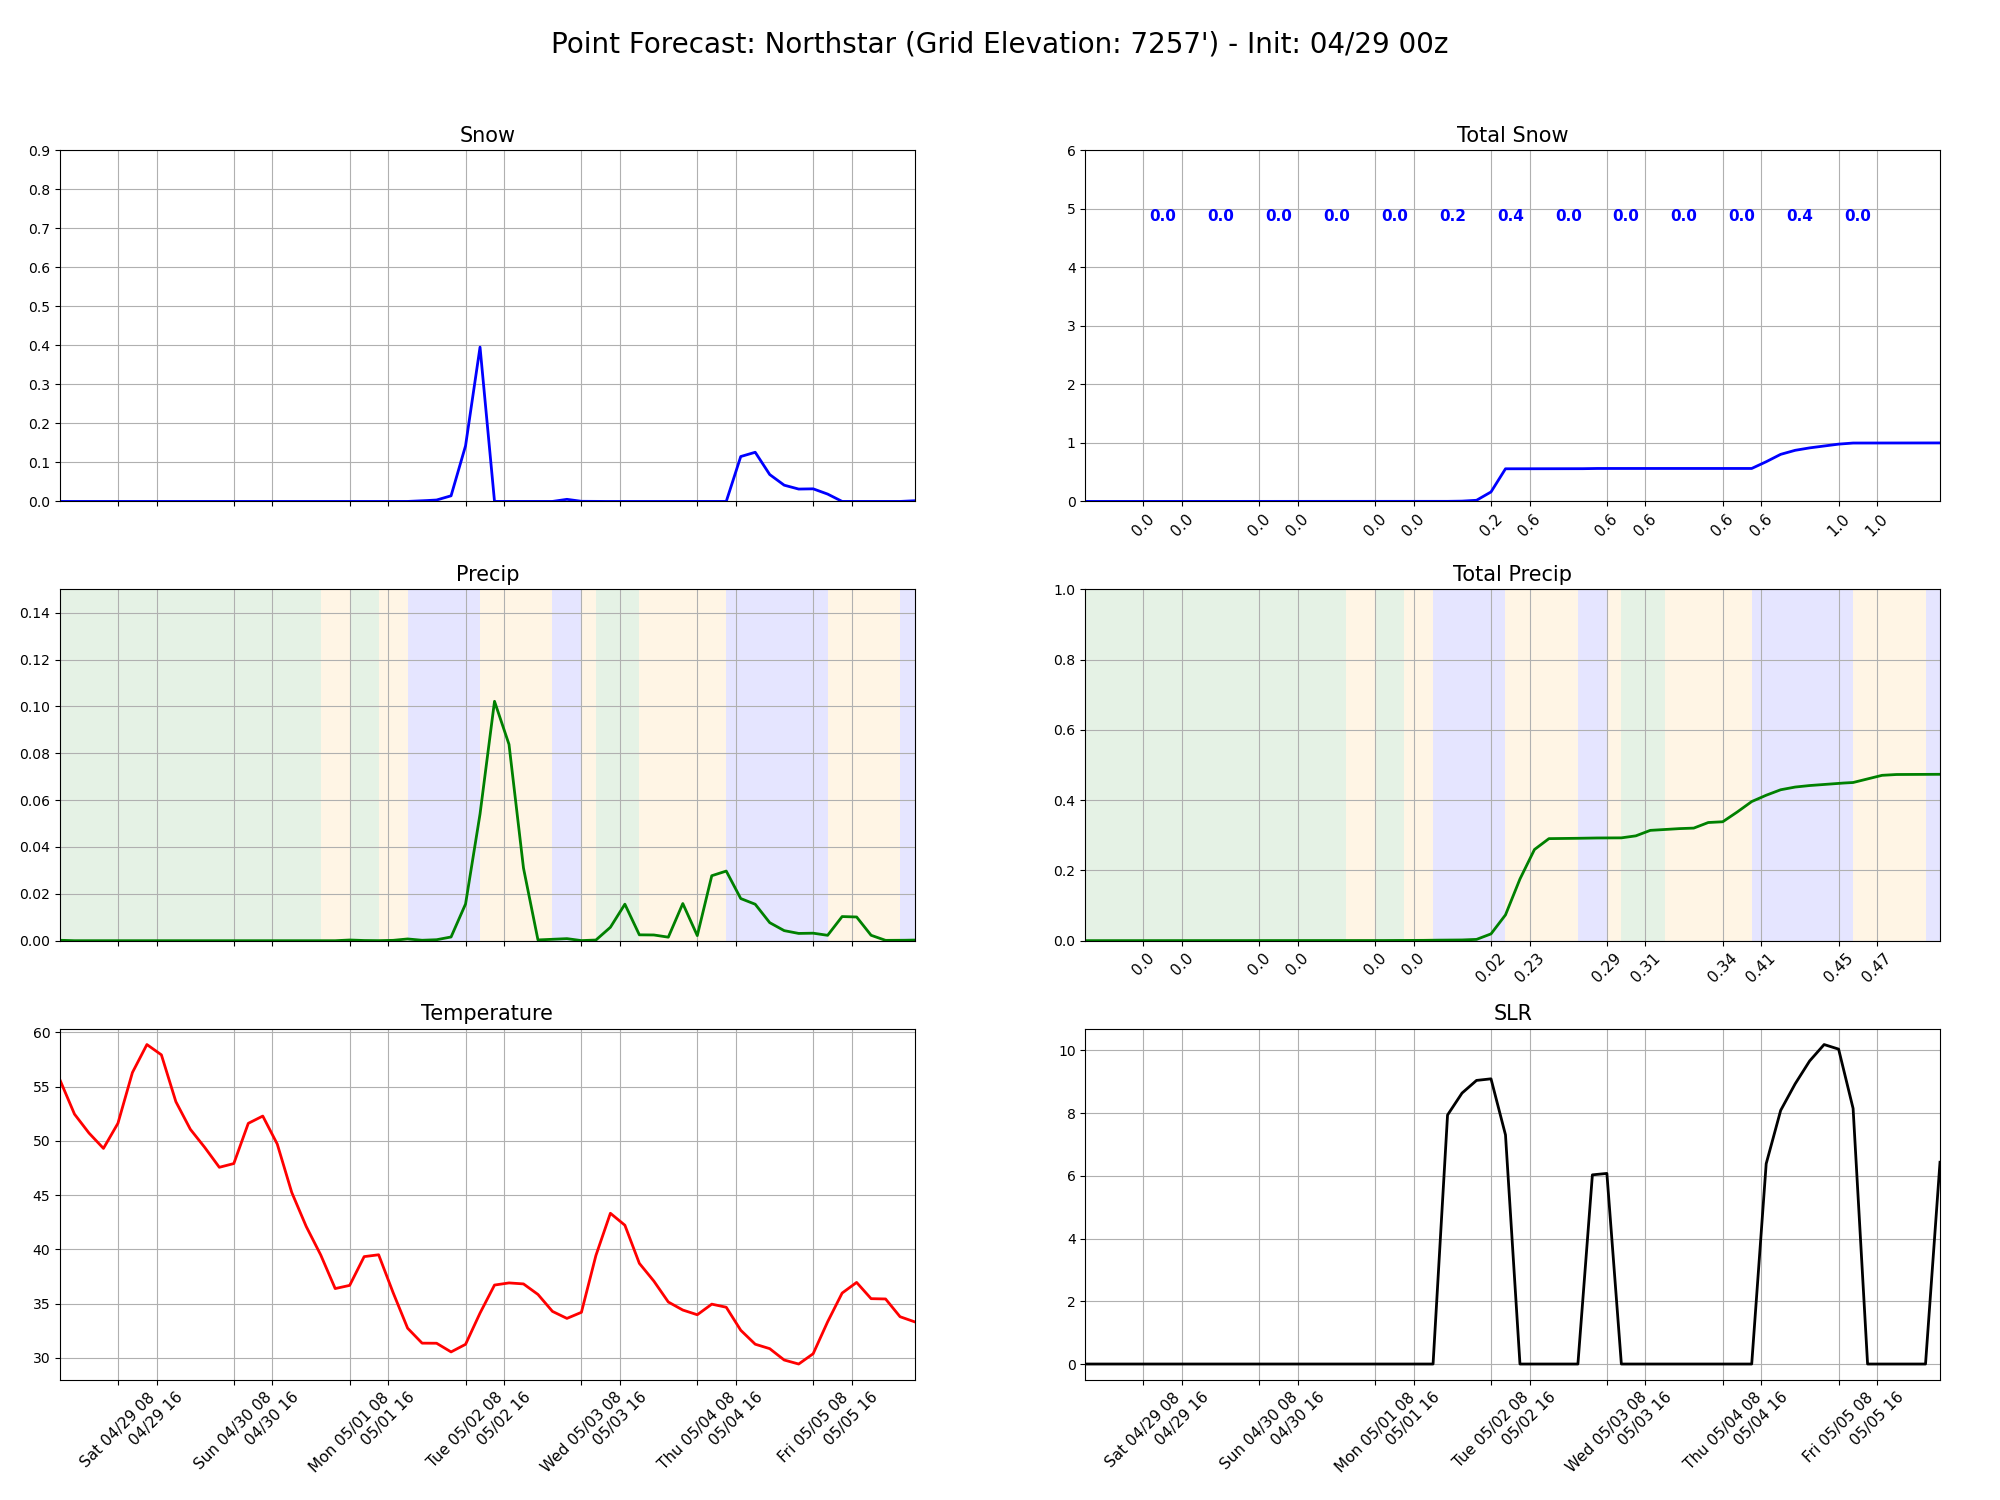 Point Forecast: Northstar (Grid Elevation: 7257') - Init: 04/29 00z
Snow
0.9
0.8
0.7
0.6
0.5
0.4
0.3
0.2
0.1
0.0
Total Snow
6
5
4
3
2
1
0
0.0 0.0 0.0 0.0 0.0 0.2 0.4 0.0 0.0 0.0 0.0 0.4 0.0
0.0 0.0 0.0 0.0 0.0 0.0 0.2 0.6 0.6 0.6 0.6 0.6 1.0 1.0
Precip
0.14
0.12
0.10
0.08
0.06
0.04
0.02
0.00
Total Precip
1.0
0.8
0.6
0.4
0.2
0.0
0.0 0.0 0.0 0.0 0.0 0.0 0.02 0.23 0.29 0.31 0.34 0.41 0.45 0.47
Temperature
60
55
50
45
40
35
30
Sat 04/29 08
04/29 16
Sun 04/30 08
04/30 16
Mon 05/01 08
05/01 16
Tue 05/02 08
05/02 16
Wed 05/03 08
05/03 16
Thu 05/04 08
05/04 16
Fri 05/05 08
05/05 16
SLR
10
8
6
4
2
0
Sat 04/29 08
04/29 16
Sun 04/30 08
04/30 16
Mon 05/01 08
05/01 16
Tue 05/02 08
05/02 16
Wed 05/03 08
05/03 16
Thu 05/04 08
05/04 16
Fri 05/05 08
05/05 16